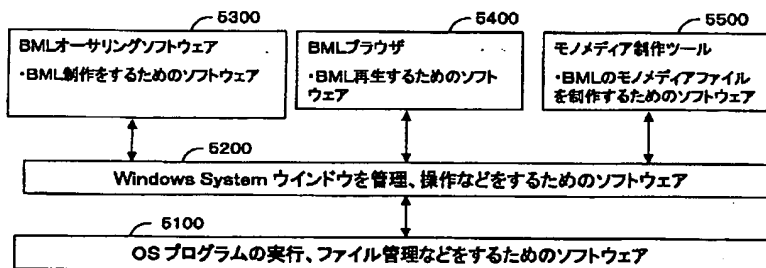 5300
BMLオーサリングソフトウェア
・BML制作をするためのソフトウェア
5400
BMLブラウザ
・BML再生するためのソフト
ウェア
5500
モノメディア制作ツール
・BMLのモノメディアファイル
を制作するためのソフトウェア
5200
Windows System ウインドウを管理、操作などをするためのソフトウェア
5100
OS プログラムの実行、ファイル管理などをするためのソフトウェア